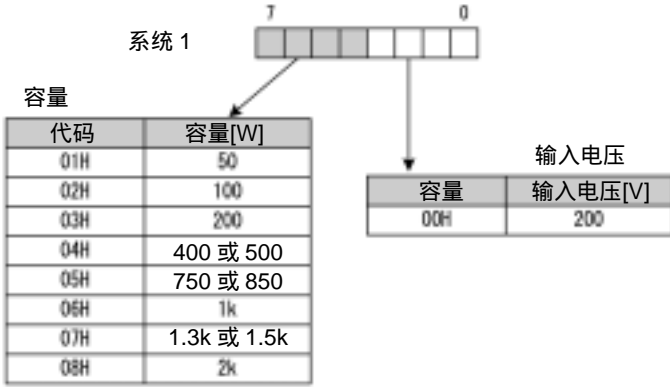 7 0
系统 1
容量
代码 容量[W]
01H 50
02H 100
03H 200
04H 400 或 500
05H 750 或 850
06H 1k
07H 1.3k 或 1.5k
08H 2k
输入电压
容量 输入电压[V]
00H 200